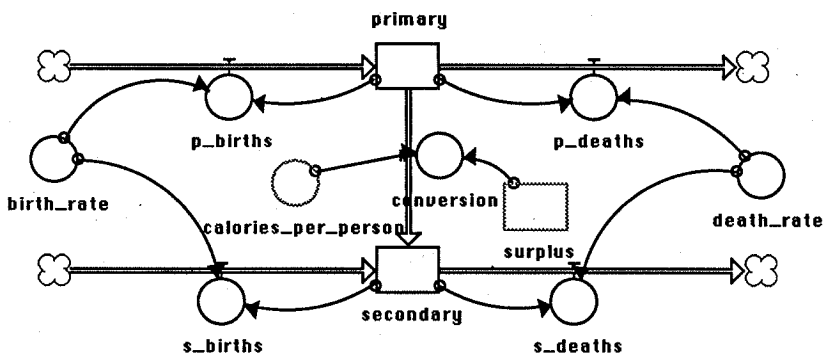 primary
p_births
p_deaths
birth_rate
conversion
death_rate
calories_per_person
surplus
secondary
s_births
s_deaths